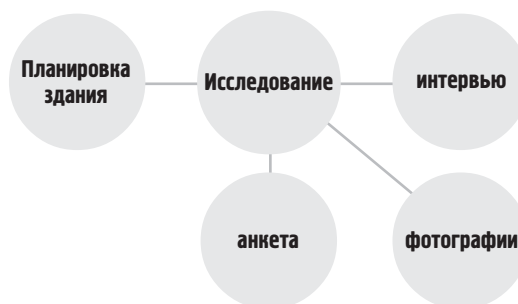 Планировка
здания
Исследование
интервью
анкета
фотографии